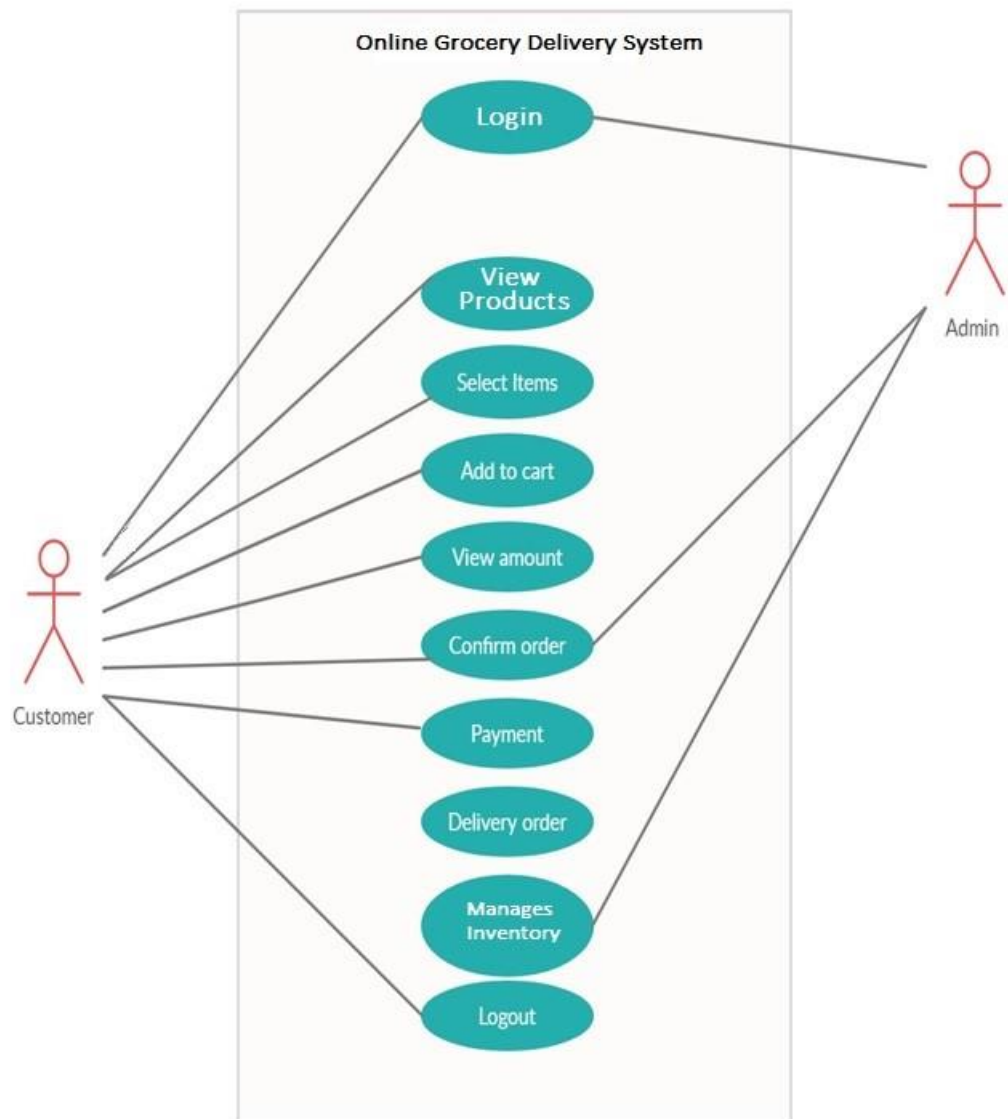 Online Grocery Delivery System
Login
View
Products
Select Items
Add to cart
View amount
Confirm order
Payment
Delivery order
Manages
Inventory
Logout
Customer
Admin